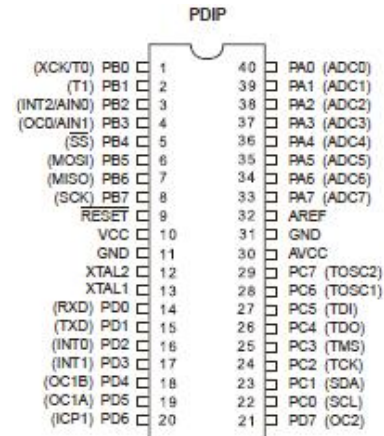 PDIP
(XCK/T0) PB0 1 40 PA0 (ADC0)
(T1) PB1 2 39 PA1 (ADC1)
(INT2/AIN0) PB2 3 38 PA2 (ADC2)
(OC0/AIN1) PB3 4 37 PA3 (ADC3)
(SS) PB4 5 36 PA4 (ADC4)
(MOSI) PB5 6 35 PA5 (ADC5)
(MISO) PB6 7 34 PA6 (ADC6)
(SCK) PB7 8 33 PA7 (ADC7)
RESET 9 32 AREF
VCC 10 31 GND
GND 11 30 AVCC
XTAL2 12 29 PC7 (TOSC2)
XTAL1 13 28 PC6 (TOSC1)
(RXD) PD0 14 27 PC5 (TDI)
(TXD) PD1 15 26 PC4 (TDO)
(INT0) PD2 16 25 PC3 (TMS)
(INT1) PD3 17 24 PC2 (TCK)
(OC1B) PD4 18 23 PC1 (SDA)
(OC1A) PD5 19 22 PC0 (SCL)
(ICP1) PD6 20 21 PD7 (OC2)